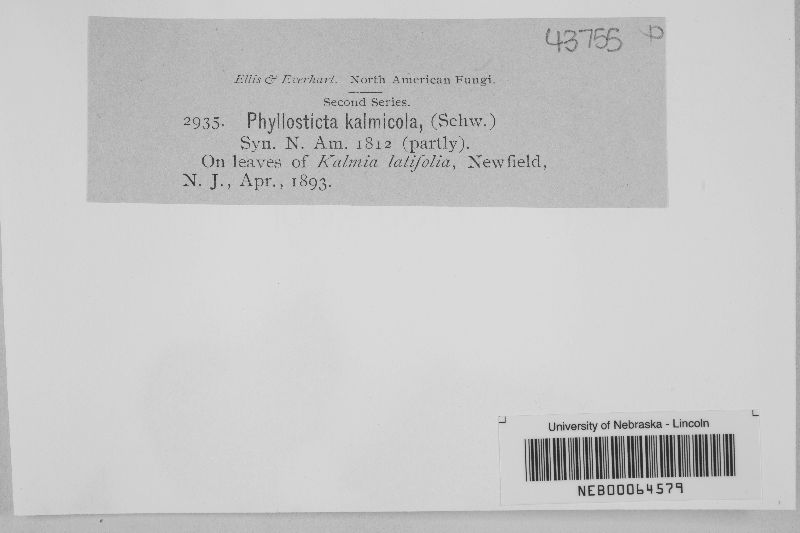 43755 D
Ellis & Everhart. North American Fungi.
Second Series.
2935. Phyllosticta kalmicola, (Schw.)
Syn. N. Am. 1812 (partly).
On leaves of Kalmia latifolia, Newfield,
N. J., Apr., 1893.
University of Nebraska - Lincoln
NEB00064579